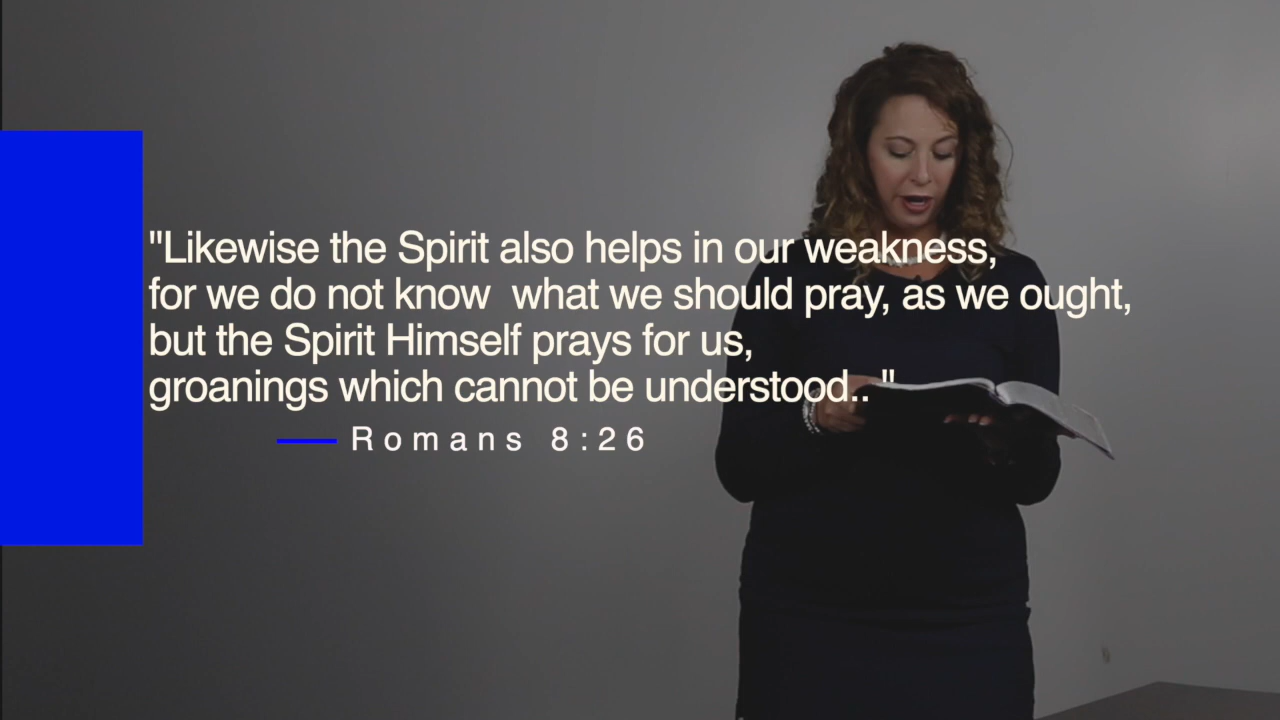 "Likewise the Spirit also helps in our weakness,
for we do not know  what we should pray, as we ought,
but the Spirit Himself prays for us,
groanings which cannot be understood.."
Romans 8:26